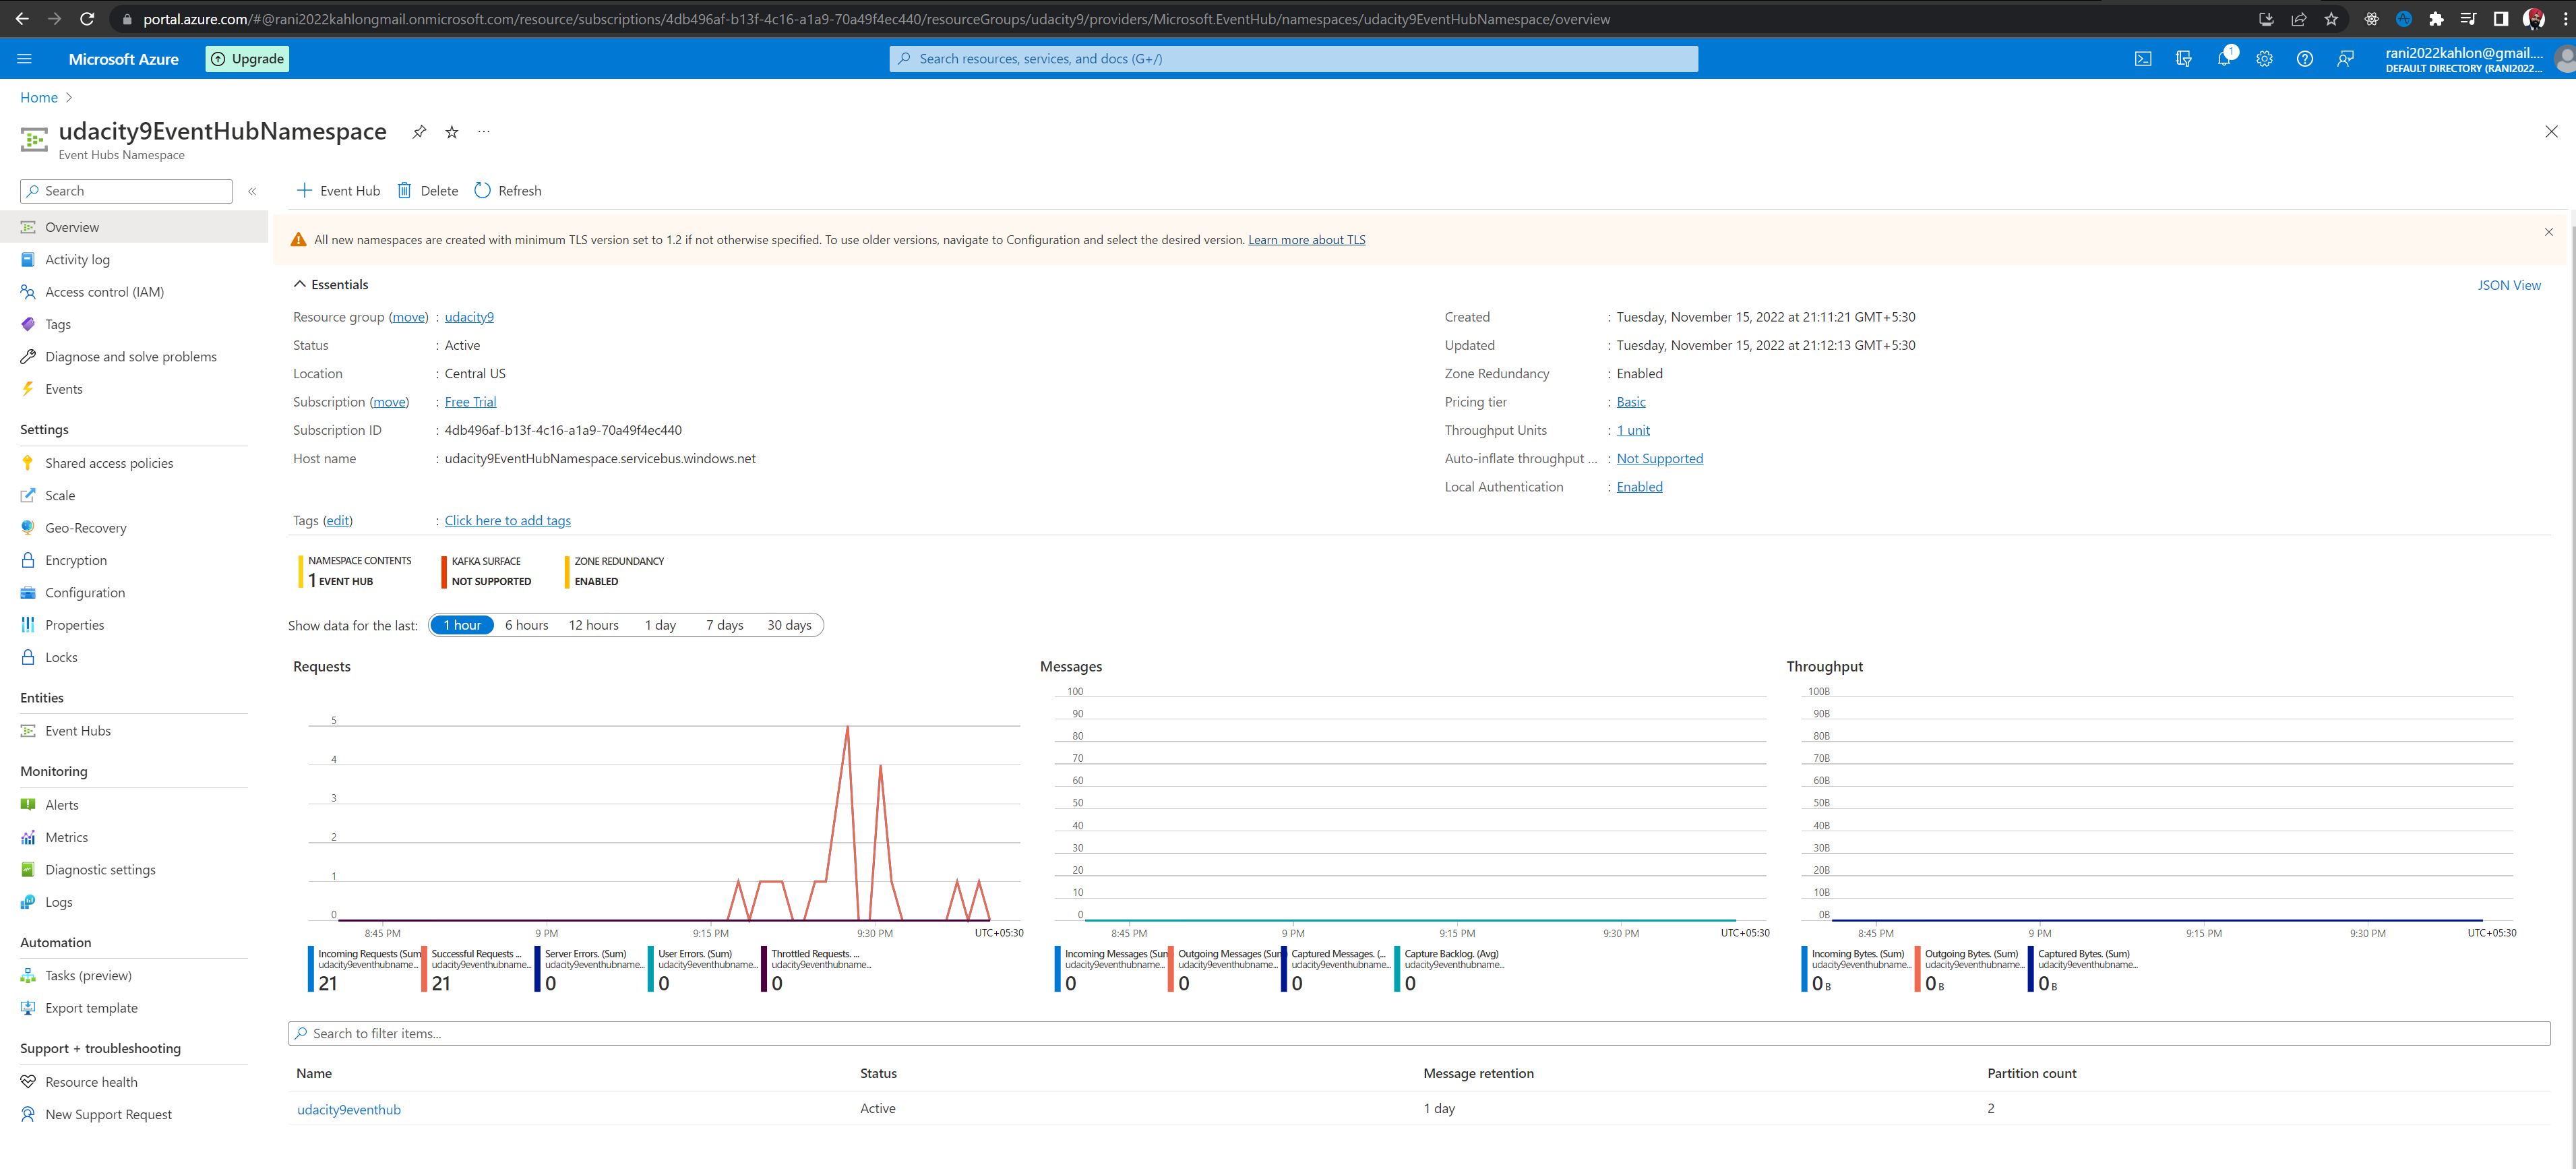 portal.azure.com/#@rani2022kahlongmail.onmicrosoft.com/resource/subscriptions/4db496af-b13f-4c16-a1a9-70a49f4ec440/resourceGroups/udacity9/providers/Microsoft.EventHub/namespaces/udacity9EventHubNamespace/overview
Microsoft Azure
Upgrade
Search resources, services, and docs (G+/)
1
rani2022kahlon@gmail....
DEFAULT DIRECTORY (RANI2022...
Home
udacity9EventHubNamespace
Event Hubs Namespace
Search
Event Hub
Delete
Refresh
Overview
Activity log
Access control (IAM)
Tags
Diagnose and solve problems
Events
Settings
Shared access policies
Scale
Geo-Recovery
Encryption
Configuration
Properties
Locks
Entities
Event Hubs
Monitoring
Alerts
Metrics
Diagnostic settings
Logs
Automation
Tasks (preview)
Export template
Support + troubleshooting
Resource health
New Support Request
All new namespaces are created with minimum TLS version set to 1.2 if not otherwise specified. To use older versions, navigate to Configuration and select the desired version. Learn more about TLS
Essentials
JSON View
Resource group (move) : udacity9
Status : Active
Location : Central US
Subscription (move) : Free Trial
Subscription ID : 4db496af-b13f-4c16-a1a9-70a49f4ec440
Host name : udacity9EventHubNamespace.servicebus.windows.net
Created : Tuesday, November 15, 2022 at 21:11:21 GMT+5:30
Updated : Tuesday, November 15, 2022 at 21:12:13 GMT+5:30
Zone Redundancy : Enabled
Pricing tier : Basic
Throughput Units : 1 unit
Auto-inflate throughput ... : Not Supported
Local Authentication : Enabled
Tags (edit) : Click here to add tags
NAMESPACE CONTENTS
1 EVENT HUB
KAFKA SURFACE
NOT SUPPORTED
ZONE REDUNDANCY
ENABLED
Show data for the last: 1 hour 6 hours 12 hours 1 day 7 days 30 days
Requests
5
4
3
2
1
0
8:45 PM 9 PM 9:15 PM 9:30 PM UTC+05:30
Incoming Requests (Sum
udacity9eventhubname...
21
Successful Requests ...
udacity9eventhubname...
21
Server Errors. (Sum)
udacity9eventhubname...
0
User Errors. (Sum)
udacity9eventhubname...
0
Throttled Requests. ...
udacity9eventhubname...
0
Messages
100
90
80
70
60
50
40
30
20
10
0
8:45 PM 9 PM 9:15 PM 9:30 PM UTC+05:30
Incoming Messages (Sum
udacity9eventhubname...
0
Outgoing Messages (Sum
udacity9eventhubname...
0
Captured Messages. (...
udacity9eventhubname...
0
Capture Backlog. (Avg)
udacity9eventhubname...
0
Throughput
100B
90B
80B
70B
60B
50B
40B
30B
20B
10B
0B
8:45 PM 9 PM 9:15 PM 9:30 PM UTC+05:30
Incoming Bytes. (Sum)
udacity9eventhubname...
0 B
Outgoing Bytes. (Sum)
udacity9eventhubname...
0 B
Captured Bytes. (Sum)
udacity9eventhubname...
0 B
Search to filter items...
Name Status Message retention Partition count
udacity9eventhub Active 1 day 2